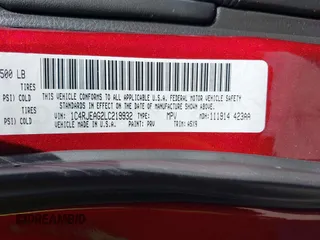 500 LB
TIRES
PSI) COLD
TIRES
PSI) COLD
THIS VEHICLE CONFORMS TO ALL APPLICABLE U.S.A. FEDERAL MOTOR VEHICLE SAFETY
STANDARDS IN EFFECT ON THE DATE OF MANUFACTURE SHOWN ABOVE.
VIN: 1C4RJEAG2LC219932 TYPE: MPV MDH: 111814 423AA
VEHICLE MADE IN U.S.A. PAINT: PRV TRIM: A5X9
DREAMBID